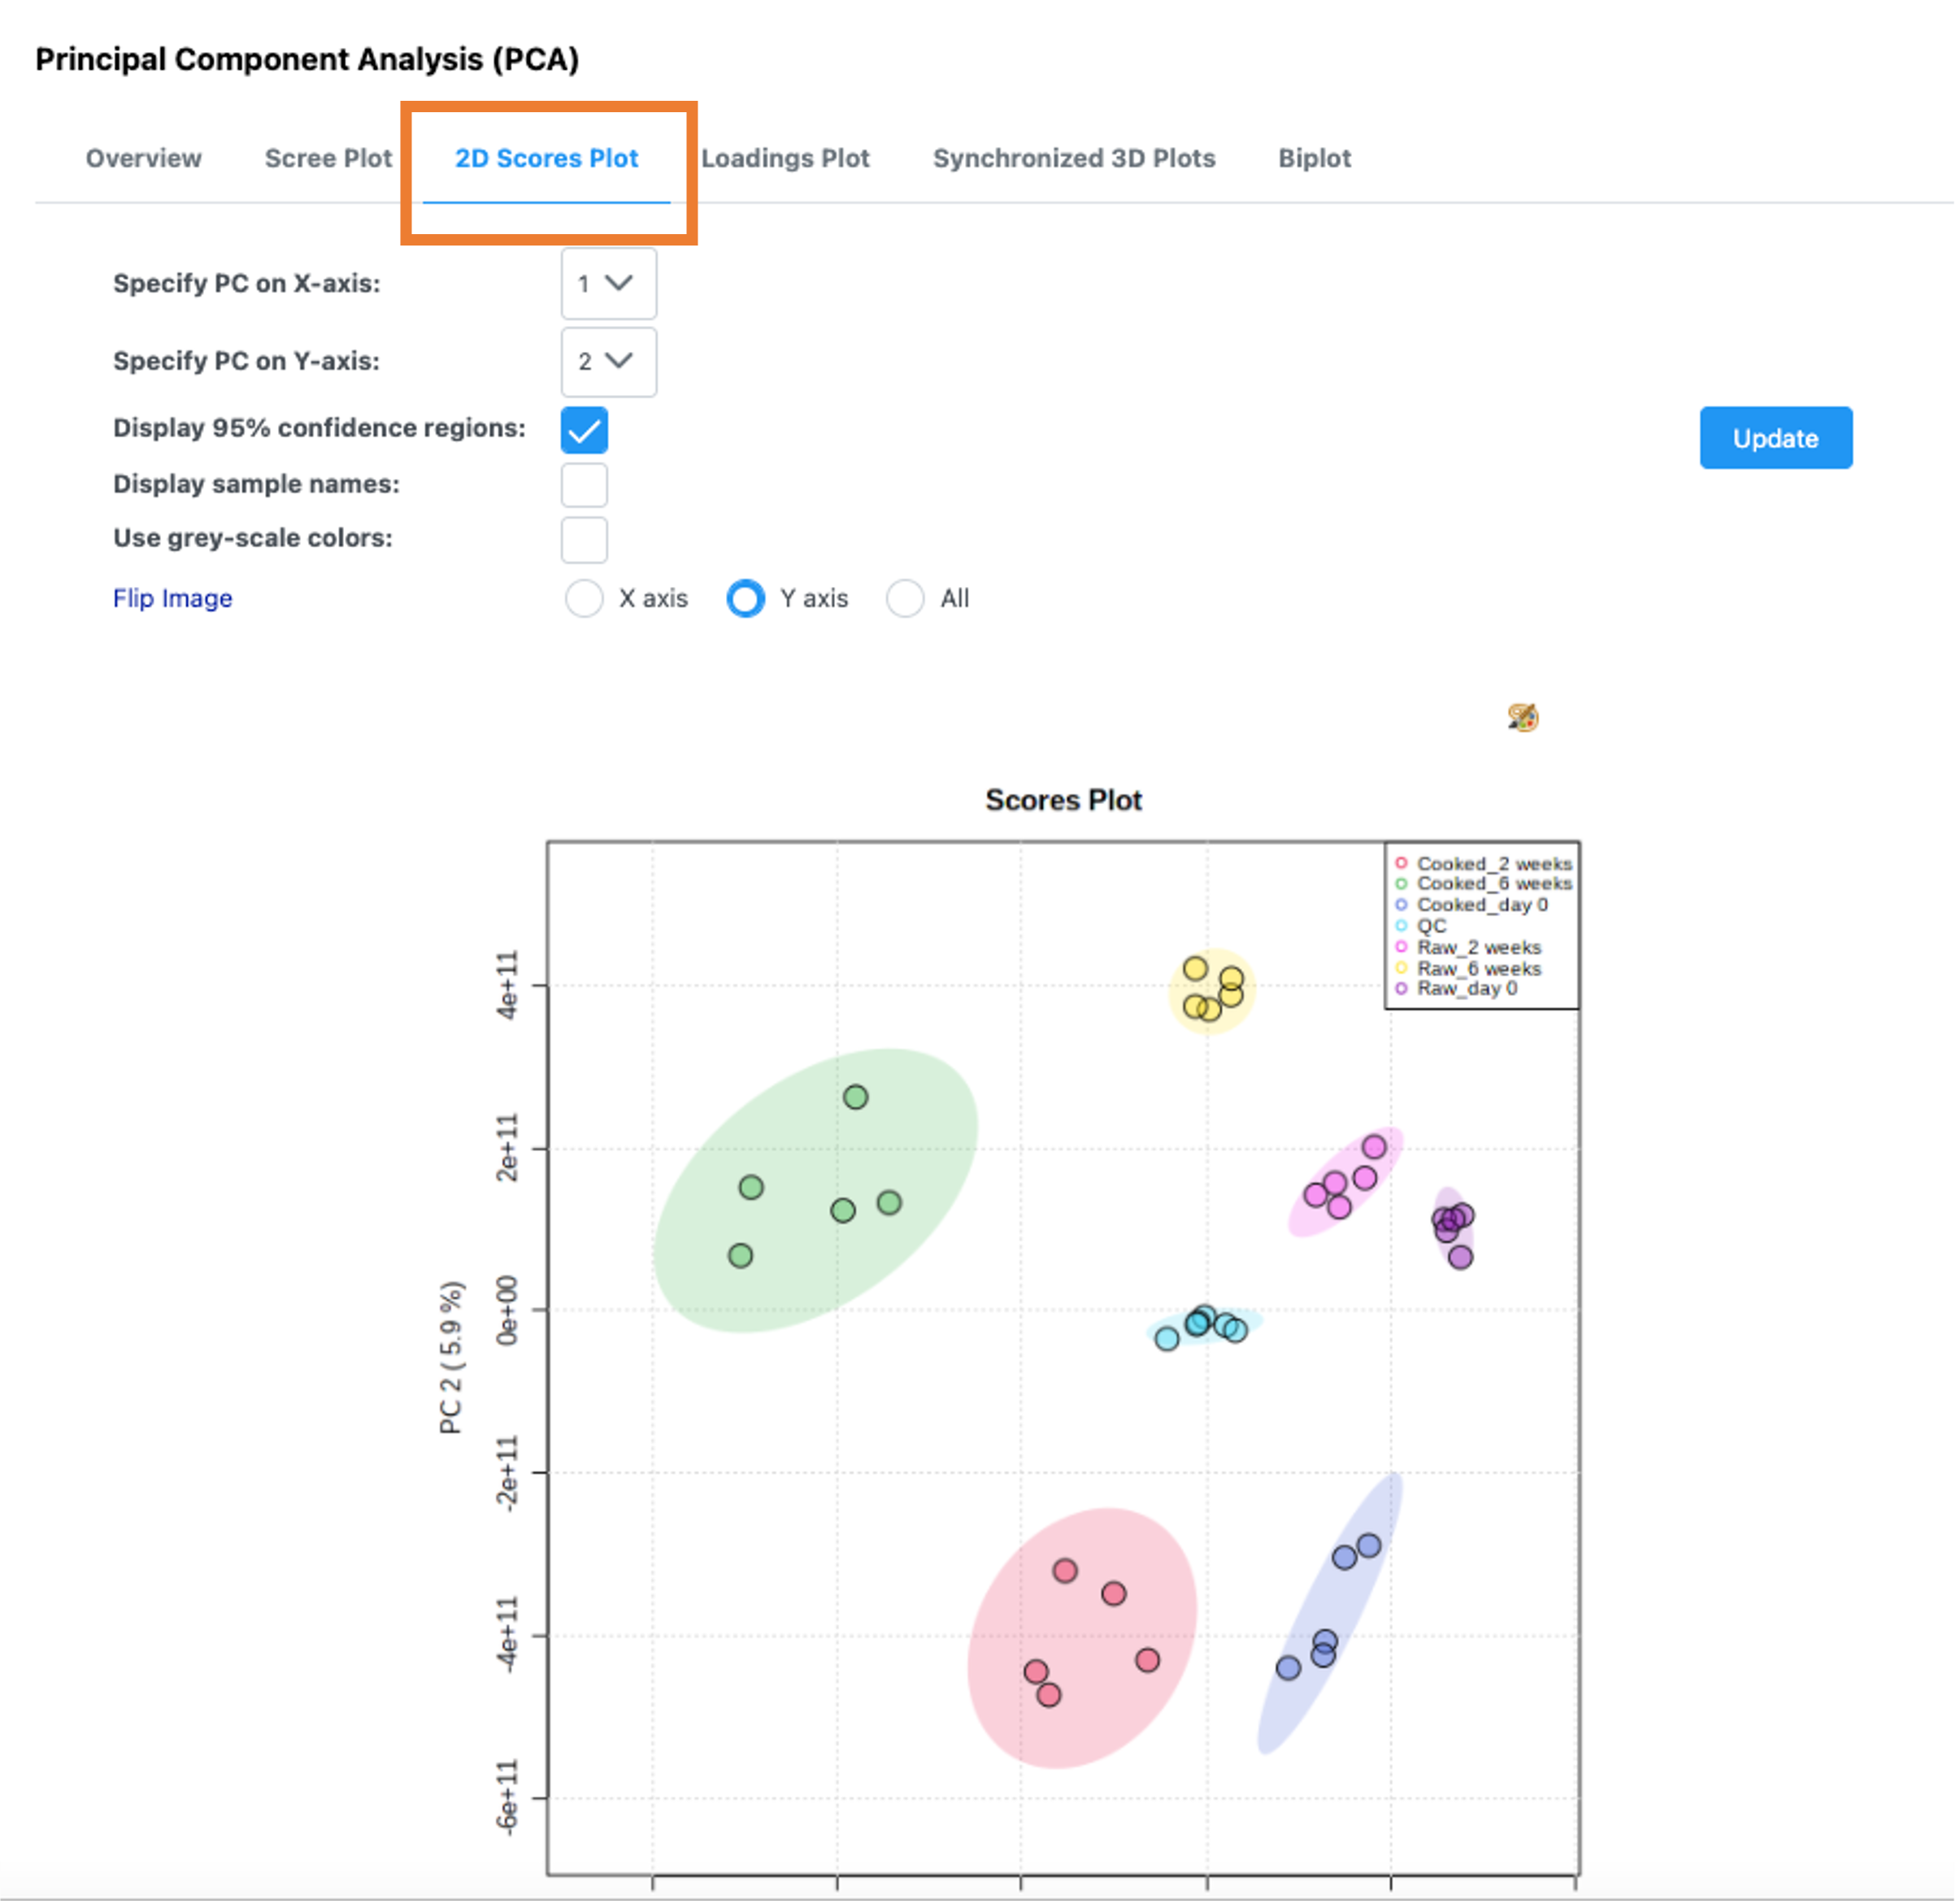 Principal Component Analysis (PCA)
Overview Scree Plot 2D Scores Plot Loadings Plot Synchronized 3D Plots Biplot
Specify PC on X-axis: 1
Specify PC on Y-axis: 2
Display 95% confidence regions:
Update
Display sample names:
Use grey-scale colors:
Flip Image X axis Y axis All
Scores Plot
Cooked_2 weeks
Cooked_6 weeks
Cooked_day 0
QC
Raw_2 weeks
Raw_6 weeks
Raw_day 0
4e+11
2e+11
0e+00
-2e+11
-4e+11
-6e+11
PC 2 ( 5.9 %)